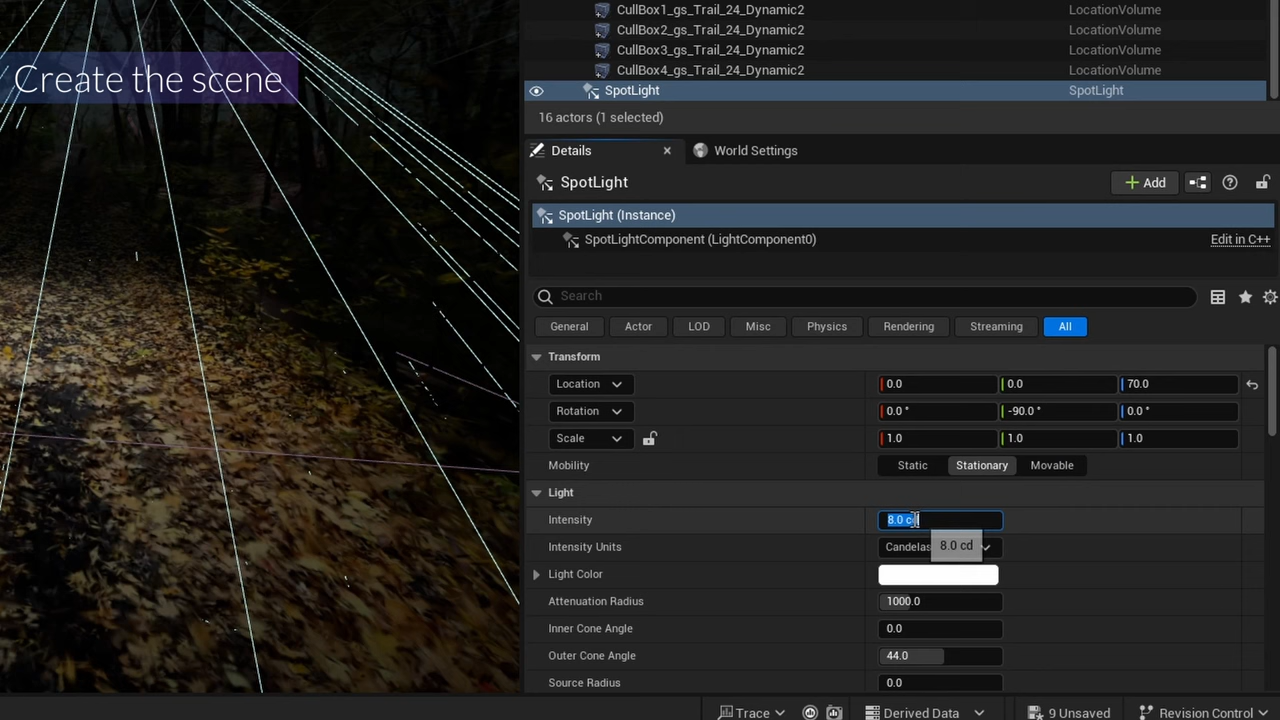 CullBox1_gs_Trail_24_Dynamic2 LocationVolume
CullBox2_gs_Trail_24_Dynamic2 LocationVolume
CullBox3_gs_Trail_24_Dynamic2 LocationVolume
CullBox4_gs_Trail_24_Dynamic2 LocationVolume
SpotLight SpotLight
Create the scene
16 actors (1 selected)
Details World Settings
SpotLight Add
SpotLight (Instance)
SpotLightComponent (LightComponent0) Edit in C++
Search
General Actor LOD Misc Physics Rendering Streaming All
Transform
Location 0.0 0.0 70.0
Rotation 0.0 ° -90.0 ° 0.0 °
Scale 1.0 1.0 1.0
Mobility Static Stationary Movable
Light
Intensity 8.0 cd
Intensity Units Candelas 8.0 cd
Light Color
Attenuation Radius 1000.0
Inner Cone Angle 0.0
Outer Cone Angle 44.0
Source Radius 0.0
Trace Derived Data 9 Unsaved Revision Control